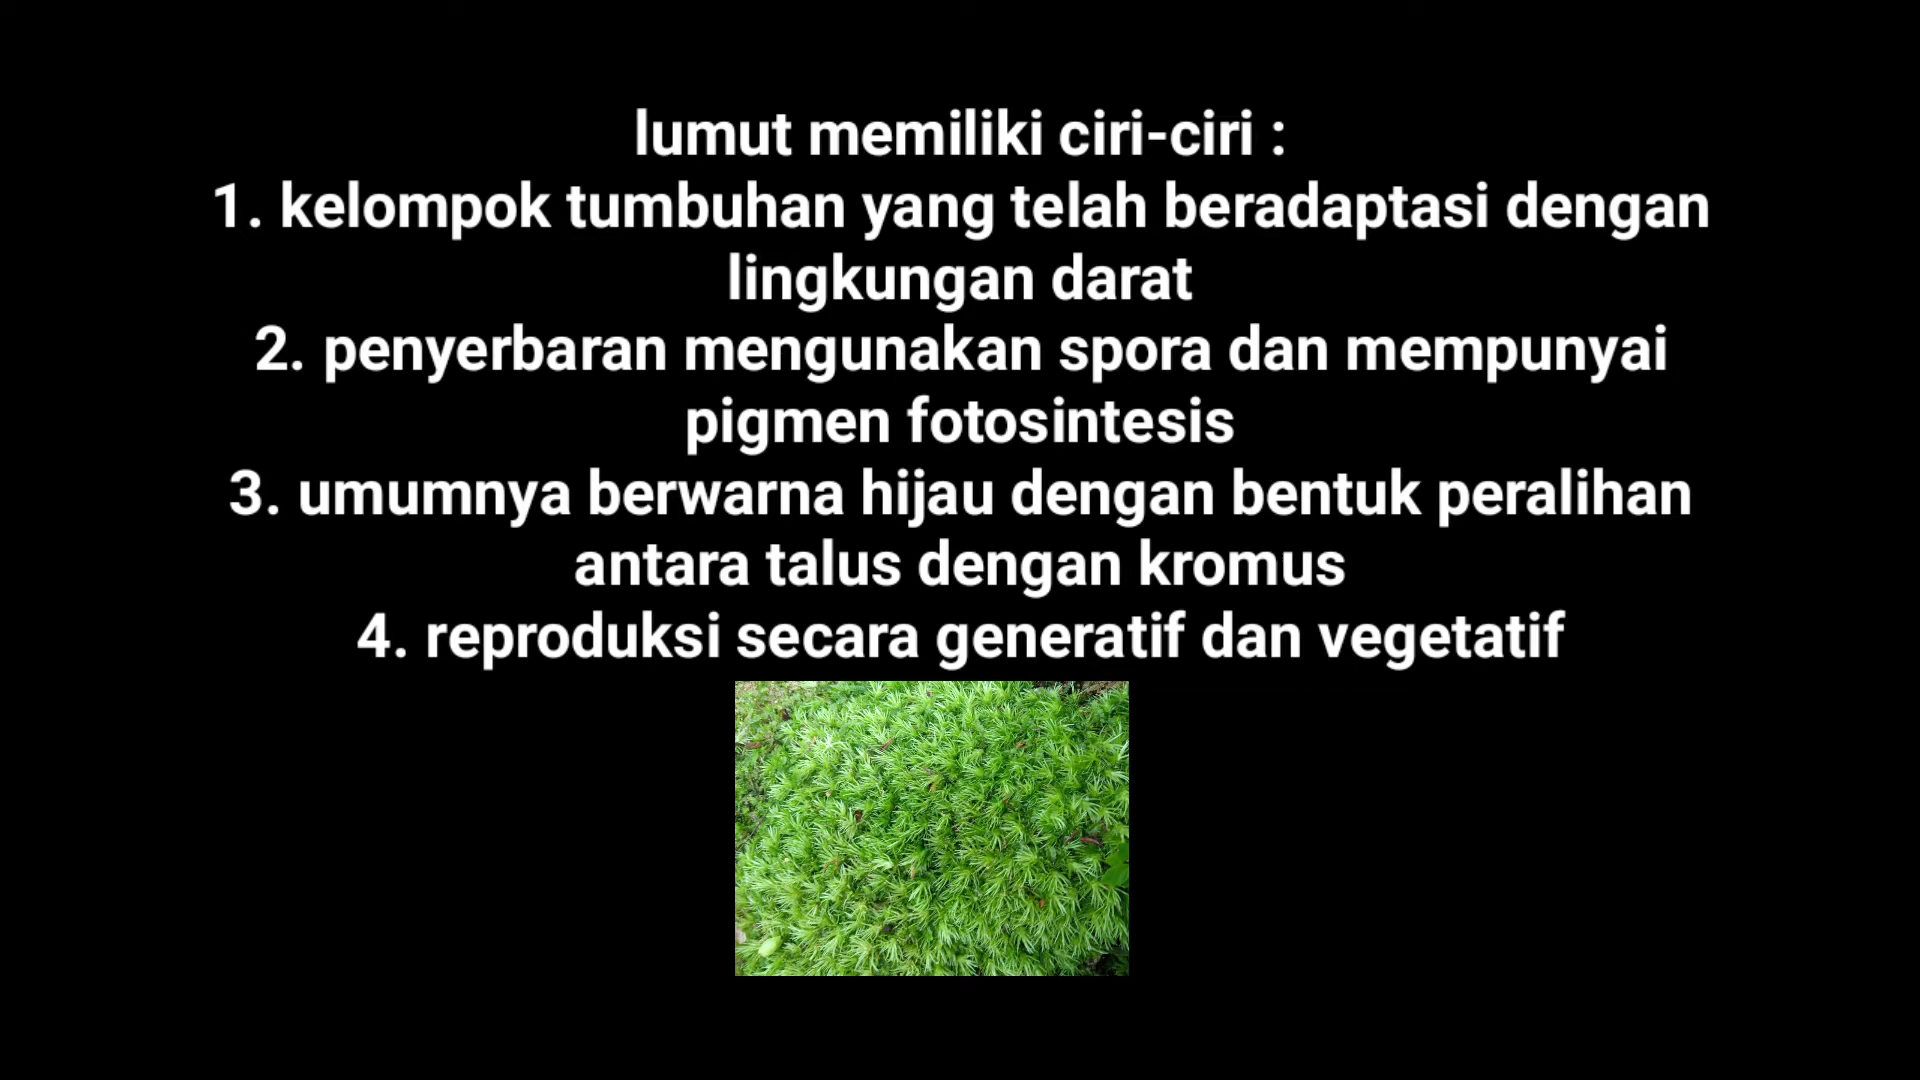 lumut memiliki ciri-ciri :
1. kelompok tumbuhan yang telah beradaptasi dengan
lingkungan darat
2. penyerbaran mengunakan spora dan mempunyai
pigmen fotosintesis
3. umumnya berwarna hijau dengan bentuk peralihan
antara talus dengan kromus
4. reproduksi secara generatif dan vegetatif